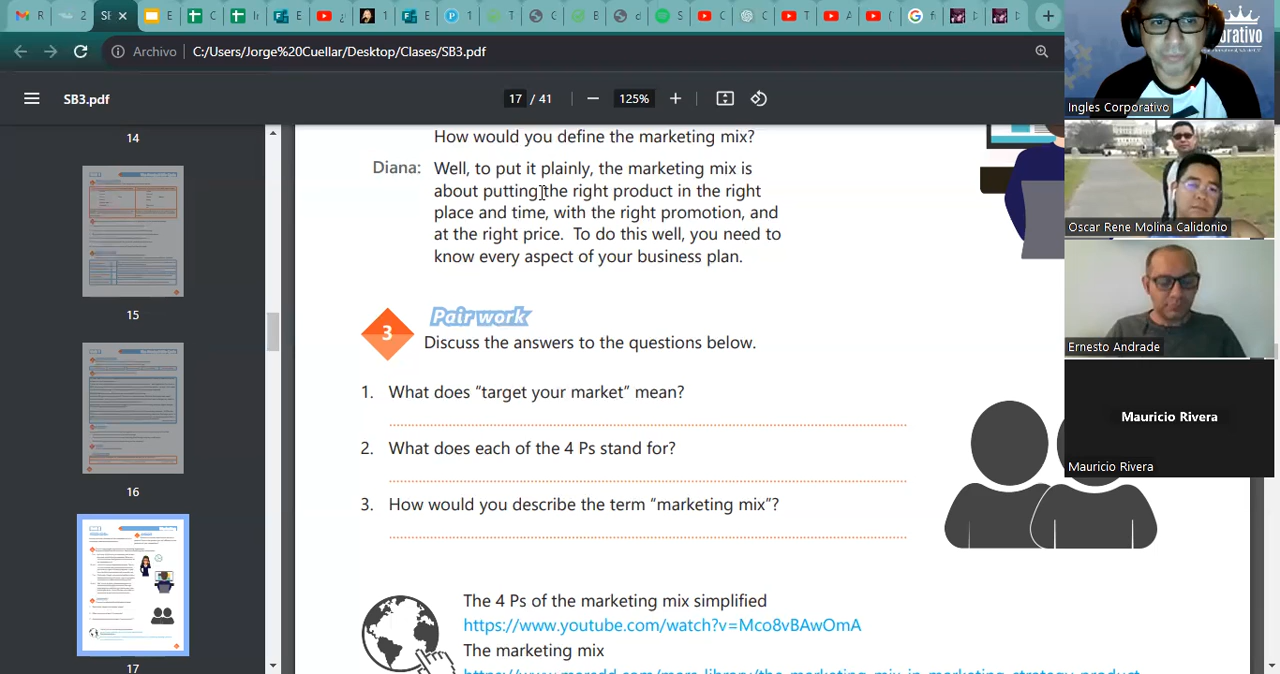 SB3.pdf
Archivo
C:/Users/Jorge%20Cuellar/Desktop/Clases/SB3.pdf
SB3.pdf
17 / 41
125%
orativo
Ingles Corporativo
Oscar Rene Molina Calidonio
Ernesto Andrade
Mauricio Rivera
Mauricio Rivera
14
15
16
17
How would you define the marketing mix?
Diana: Well, to put it plainly, the marketing mix is
about putting the right product in the right
place and time, with the right promotion, and
at the right price. To do this well, you need to
know every aspect of your business plan.
3
Pair work
Discuss the answers to the questions below.
1. What does “target your market” mean?
2. What does each of the 4 Ps stand for?
3. How would you describe the term “marketing mix”?
The 4 Ps of the marketing mix simplified
https://www.youtube.com/watch?v=Mco8vBAwOmA
The marketing mix